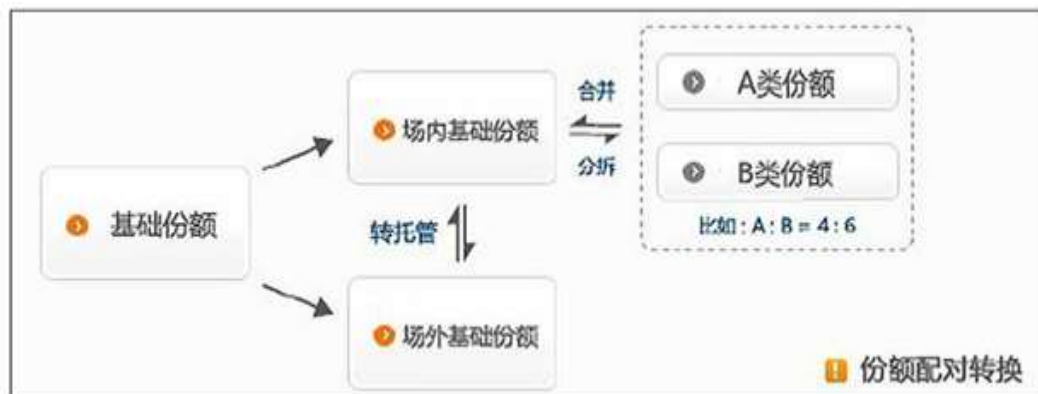 基础份额
场内基础份额
转托管
场外基础份额
合并
分拆
A类份额
B类份额
比如：A：B = 4：6
份额配对转换